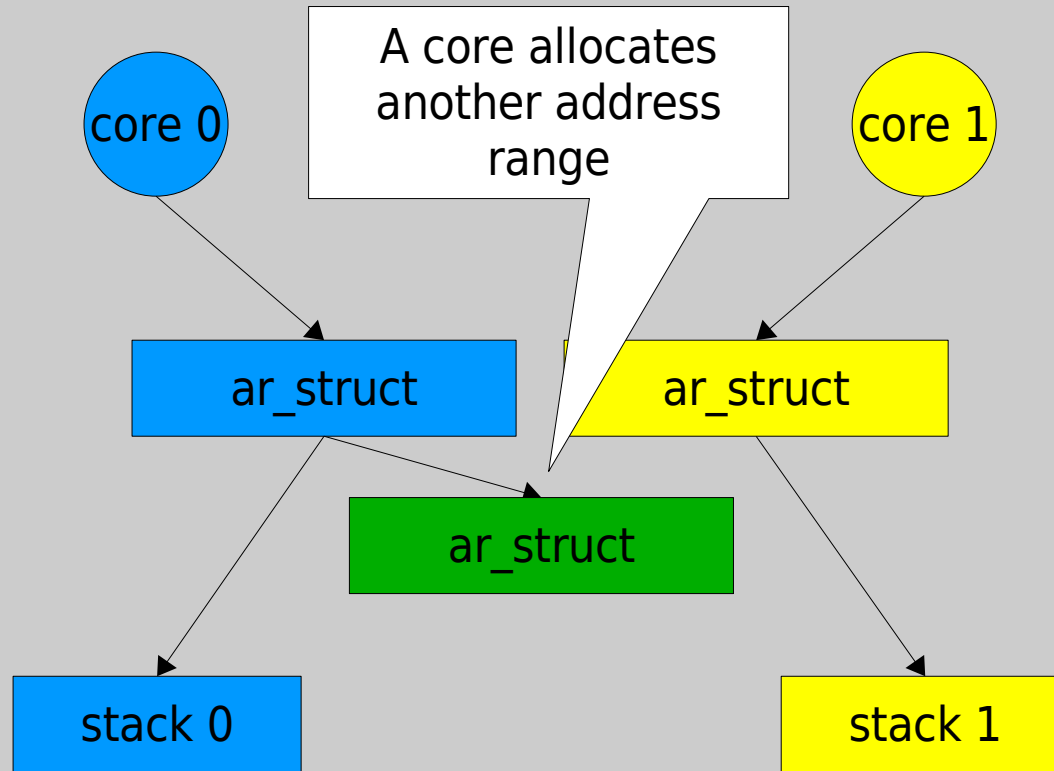 A core allocates
another address
range
core 0
core 1
ar_struct
ar_struct
ar_struct
stack 0
stack 1